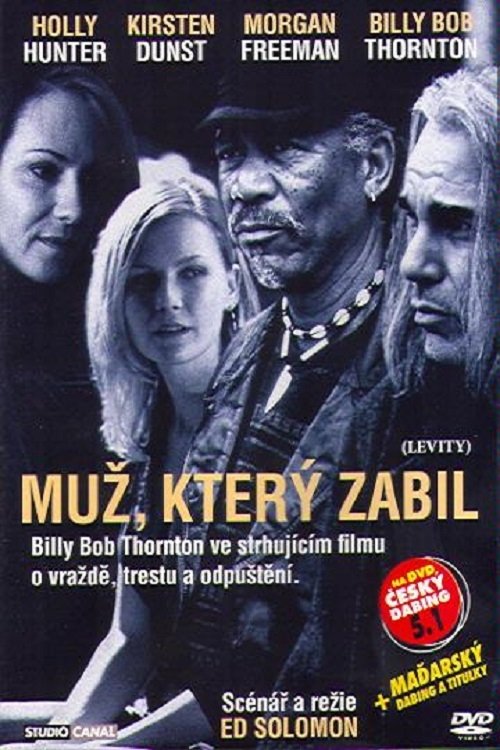 HOLLY HUNTER
KIRSTEN DUNST
MORGAN FREEMAN
BILLY BOB THORNTON
(LEVITY)
MUŽ, KTERÝ ZABIL
Billy Bob Thornton ve strhujícím filmu
o vraždě, trestu a odpuštění.
NA DVD
ČESKÝ
DABING
5.1
+ MAĎARSKÝ
DABING A TITULKY
Scénář a režie
ED SOLOMON
STUDIO CANAL
DVD
VIDEO